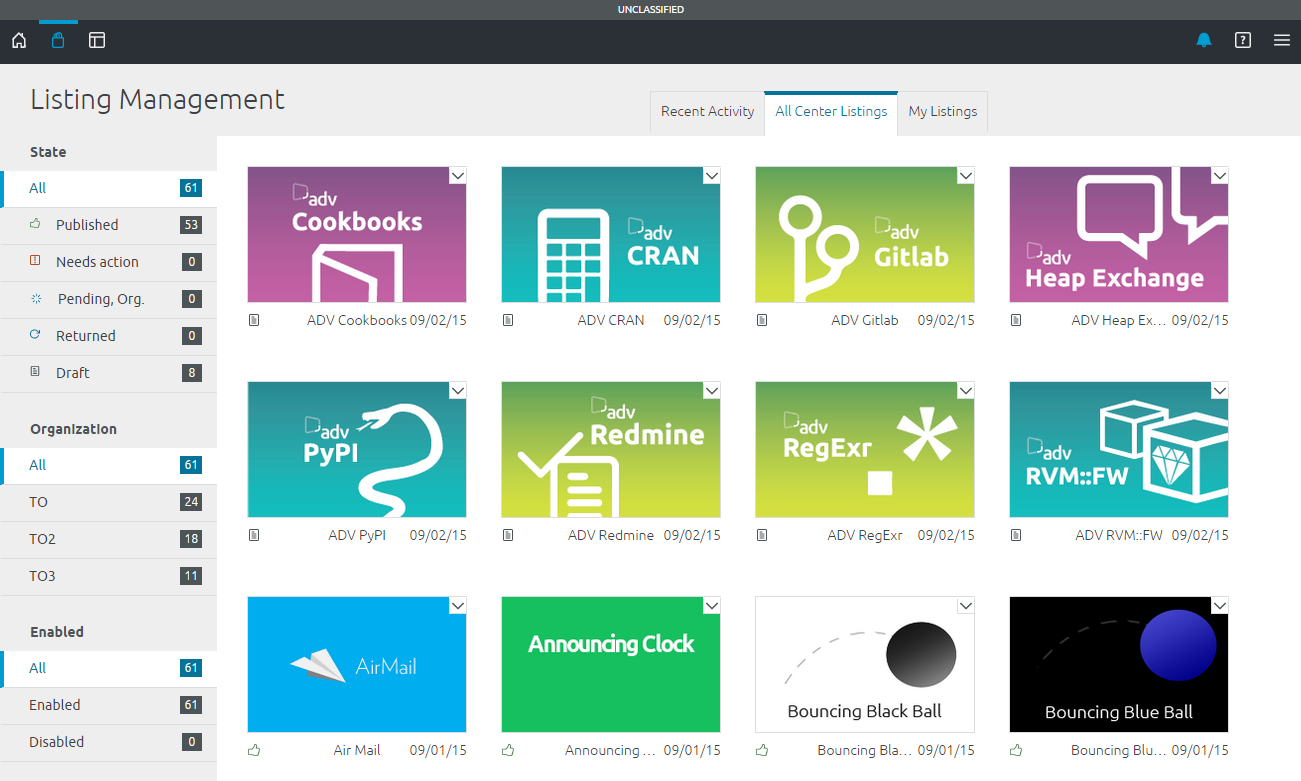 UNCLASSIFIED
Listing Management
Recent Activity
All Center Listings
My Listings
State
All 61
Published 53
Needs action 0
Pending, Org. 0
Returned 0
Draft 8
Organization
All 61
TO 24
TO2 18
TO3 11
Enabled
All 61
Enabled 61
Disabled 0
adv
Cookbooks
ADV Cookbooks 09/02/15
adv
CRAN
ADV CRAN 09/02/15
adv
Gitlab
ADV Gitlab 09/02/15
adv
Heap Exchange
ADV Heap Ex... 09/02/15
adv
PyPI
ADV PyPI 09/02/15
adv
Redmine
ADV Redmine 09/02/15
adv
RegExr
ADV RegExr 09/02/15
adv
RVM::FW
ADV RVM::FW 09/02/15
AirMail
Air Mail 09/01/15
Announcing Clock
Announcing ... 09/01/15
Bouncing Black Ball
Bouncing Bla... 09/01/15
Bouncing Blue Ball
Bouncing Blu... 09/01/15